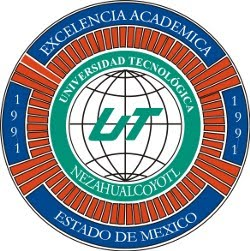 EXCELENCIA ACADEMICA
UNIVERSIDAD TECNOLÓGICA
1991
1991
UT
NEZAHUALCOYOTL
ESTADO DE MEXICO